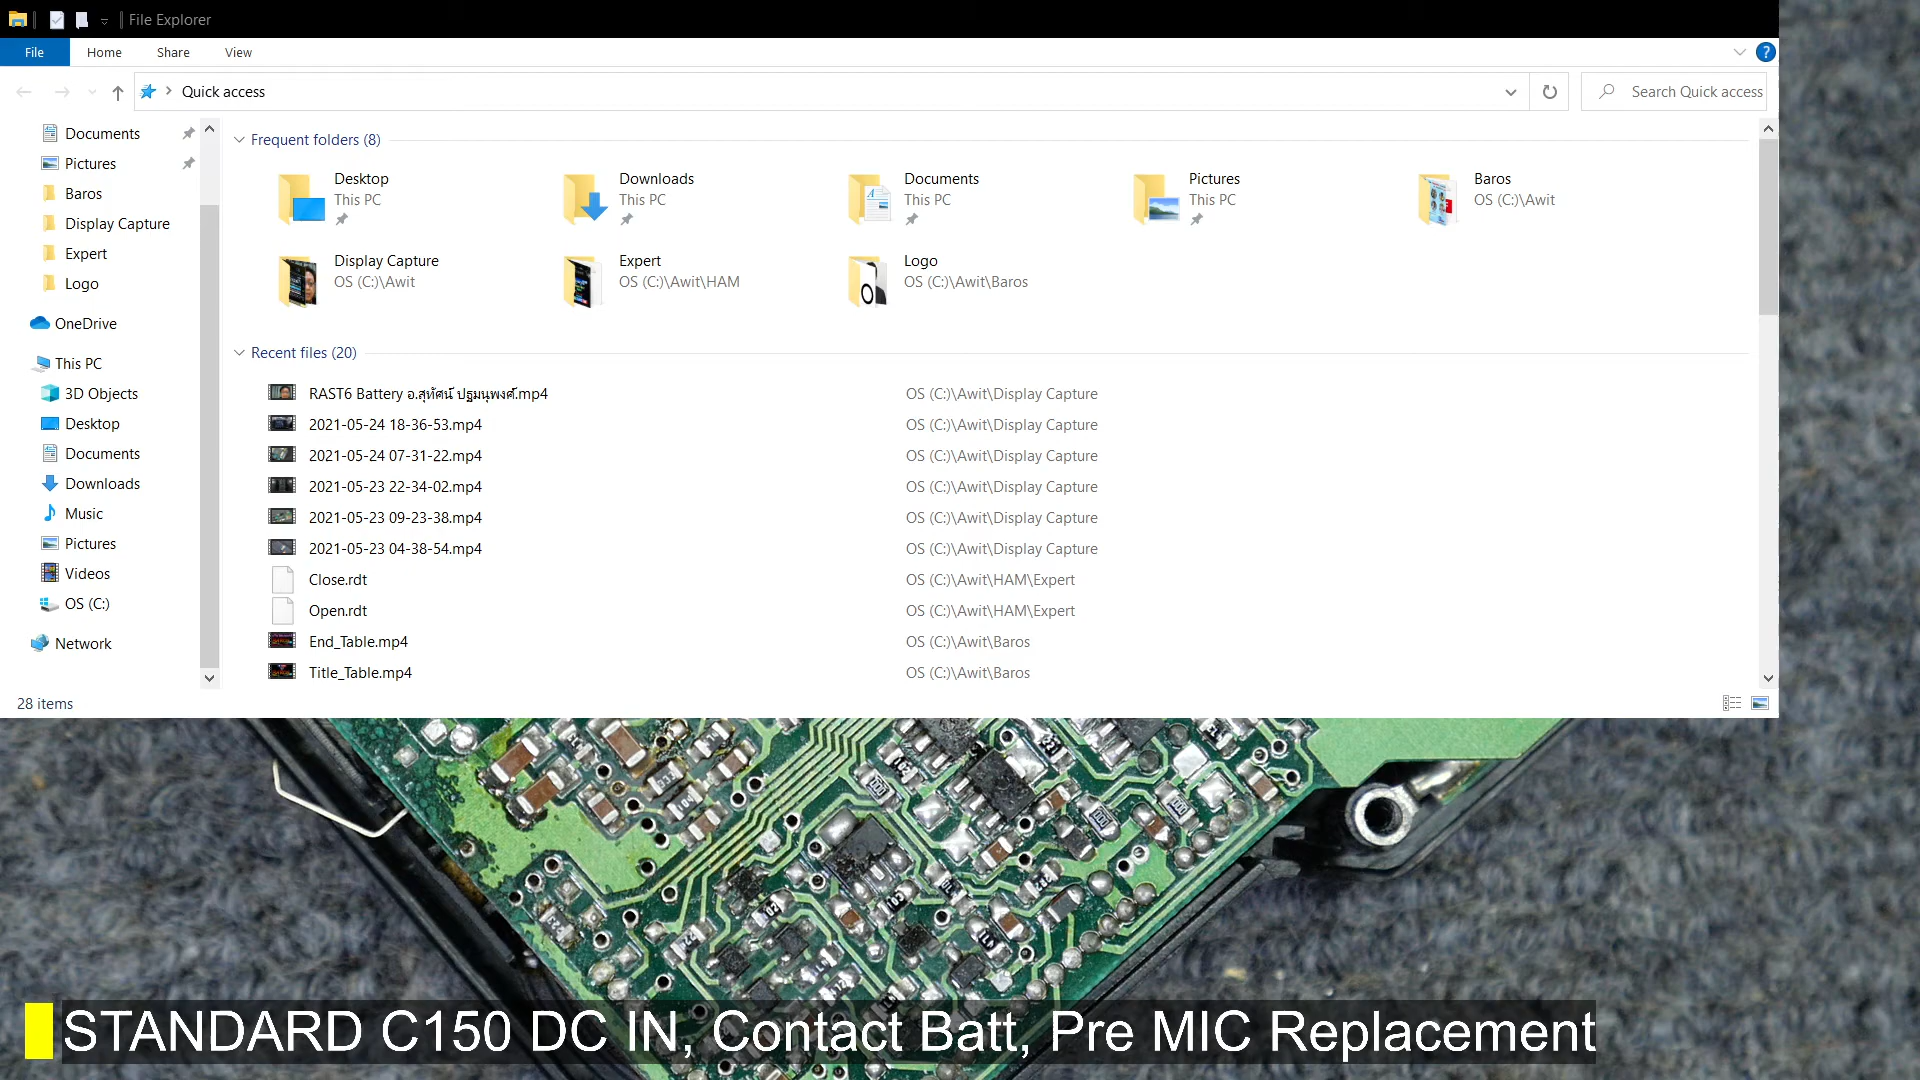 File Explorer
File Home Share View
Quick access
Search Quick access
Documents
Pictures
Baros
Display Capture
Expert
Logo
OneDrive
This PC
3D Objects
Desktop
Documents
Downloads
Music
Pictures
Videos
OS (C:)
Network
Frequent folders (8)
Desktop
This PC
Downloads
This PC
Documents
This PC
Pictures
This PC
Baros
OS (C:)\Awit
Display Capture
OS (C:)\Awit
Expert
OS (C:)\Awit\HAM
Logo
OS (C:)\Awit\Baros
Recent files (20)
RAST6 Battery อ.สุทัศน์ ปฐมนุพงศ์.mp4 OS (C:)\Awit\Display Capture
2021-05-24 18-36-53.mp4 OS (C:)\Awit\Display Capture
2021-05-24 07-31-22.mp4 OS (C:)\Awit\Display Capture
2021-05-23 22-34-02.mp4 OS (C:)\Awit\Display Capture
2021-05-23 09-23-38.mp4 OS (C:)\Awit\Display Capture
2021-05-23 04-38-54.mp4 OS (C:)\Awit\Display Capture
Close.rdt OS (C:)\Awit\HAM\Expert
Open.rdt OS (C:)\Awit\HAM\Expert
End_Table.mp4 OS (C:)\Awit\Baros
Title_Table.mp4 OS (C:)\Awit\Baros
28 items
STANDARD C150 DC IN, Contact Batt, Pre MIC Replacement